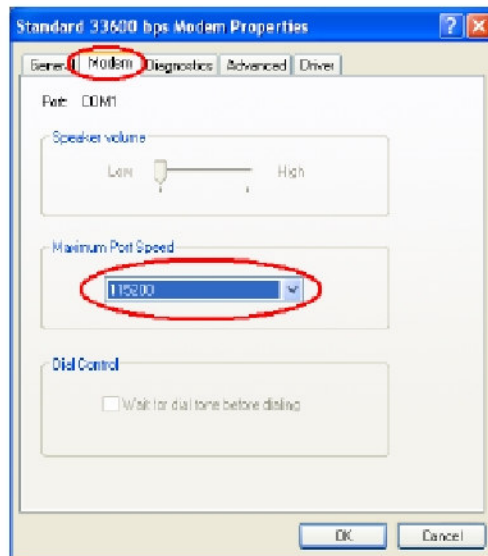 Standard 33600 bps Modem Properties
General Modem Diagnostics Advanced Driver
Port: COM1
Speaker volume
Low High
Maximum Port Speed
115200
Dial Control
Wait for dial tone before dialing
OK Cancel